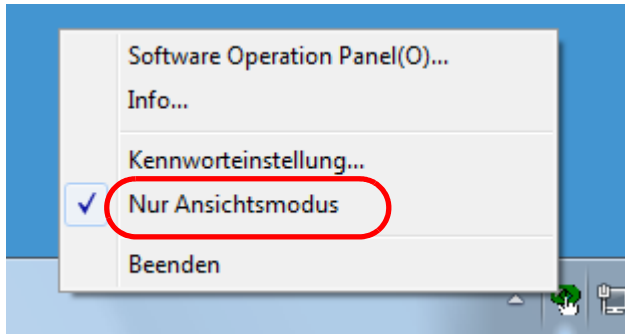 Software Operation Panel(O)...
Info...
Kennworteinstellung...
Nur Ansichtsmodus
Beenden